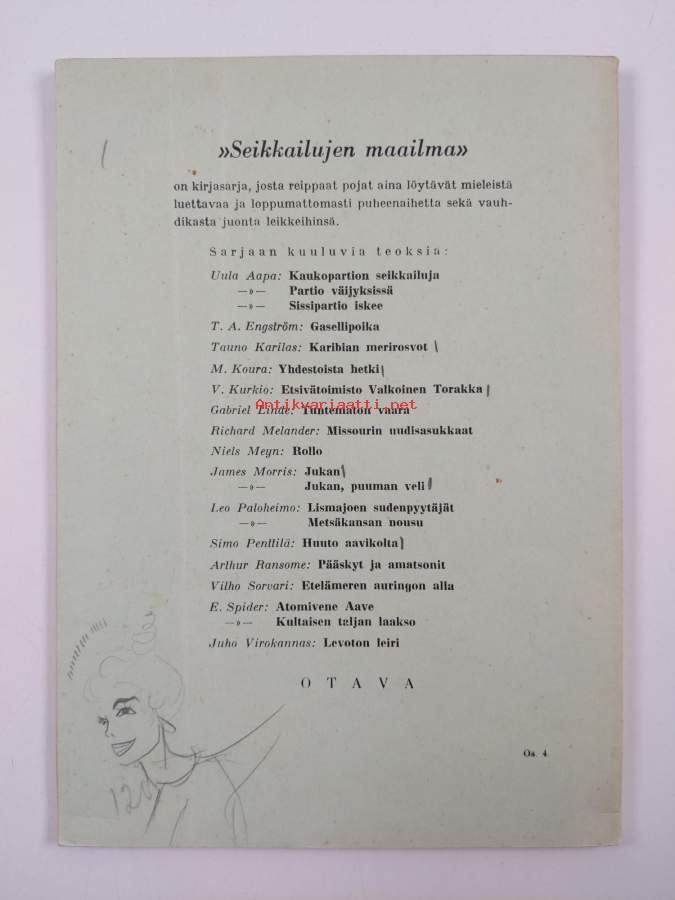 »Seikkailujen maailma»
on kirjasarja, josta reippaat pojat aina löytävät mieleistä
luettavaa ja loppumattomasti puheenaihetta sekä vauh-
dikasta juonta leikkeihinsä.
Sarjaan kuuluvia teoksia:
Uula Aapa: Kaukopartion seikkailuja
—»— Partio väijyksissä
—»— Sissipartio iskee
T. A. Engström: Gasellipoika
Tauno Karilas: Karibian merirosvot
M. Koura: Yhdestoista hetki
V. Kurkio: Etsivätoimisto Valkoinen Torakka
Antikvariaatti.net
Gabriel Linde: Tuntematon vaara
Richard Melander: Missourin uudisasukkaat
Niels Meyn: Rollo
James Morris: Jukan
—»— Jukan, puuman veli
Leo Paloheimo: Lismajoen sudenpyytäjät
—»— Metsäkansan nousu
Simo Penttilä: Huuto aavikolta
Arthur Ransome: Pääskyt ja amatsonit
Vilho Sorvari: Etelämeren auringon alla
E. Spider: Atomivene Aave
—»— Kultaisen taljan laakso
Juho Virokannas: Levoton leiri
OTAVA
Os. 4